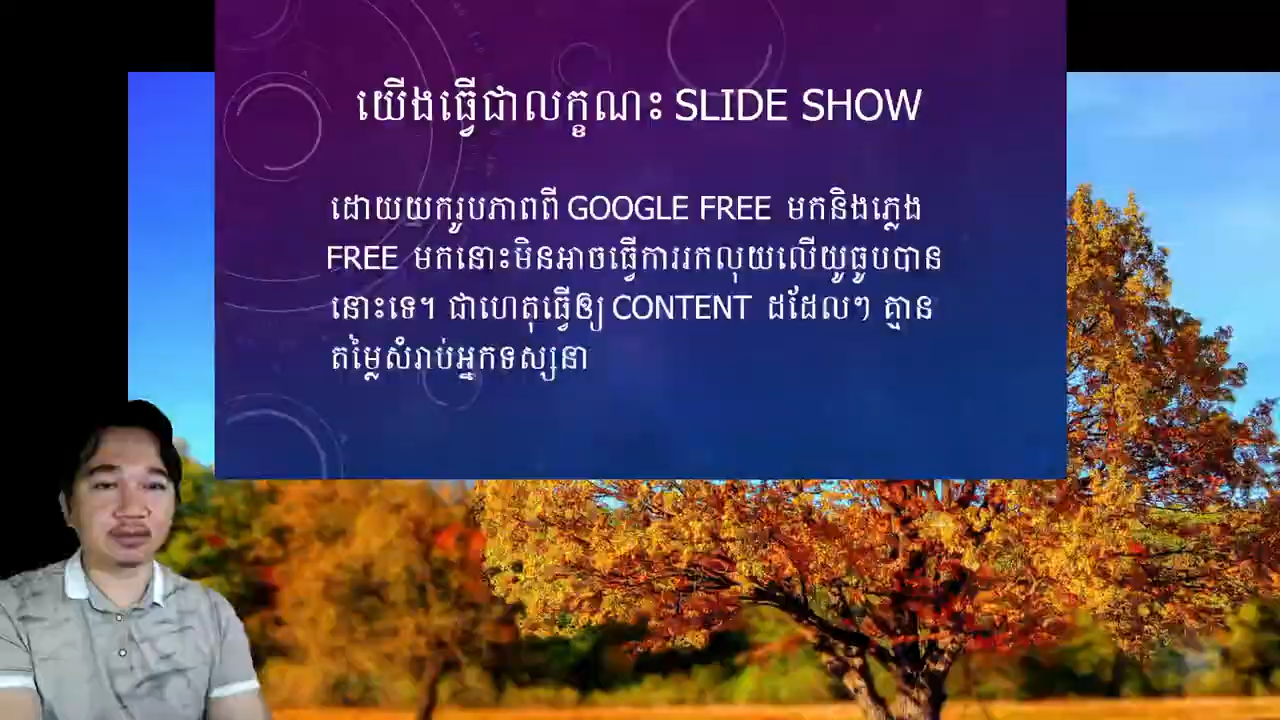 យើងធ្វើជាលក្ខណះ SLIDE SHOW
ដោយយករូបភាពពី GOOGLE FREE មកនិងភ្លេង
FREE មកនោះមិនអាចធ្វើការរកលុយលើយូធូបបាន
នោះទេ។ ជាហេតុធ្វើឲ្យ CONTENT ដដែលៗ គ្មាន
តម្លៃសំរាប់អ្នកទស្សនា